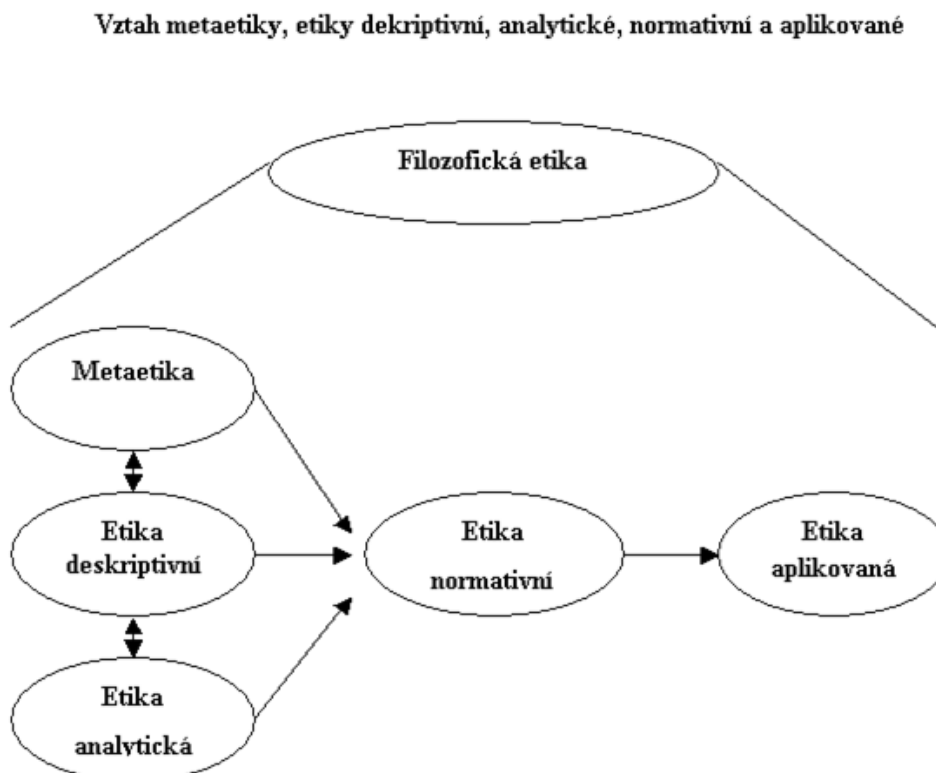 Vztah metaetiky, etiky dekriptivní, analytické, normativní a aplikované
Filozofická etika
Metaetika
Etika
deskriptivní
Etika
normativní
Etika
aplikovaná
Etika
analytická